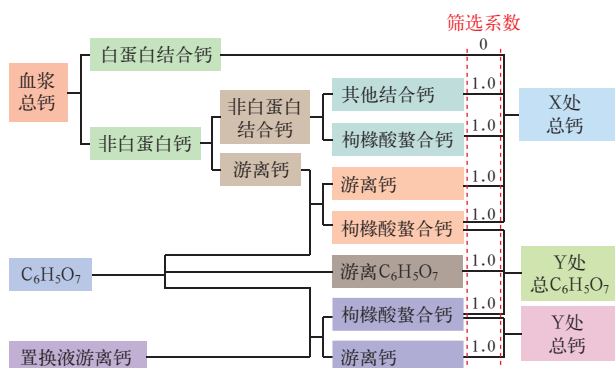 筛选系数
0
白蛋白结合钙
血浆
总钙
非白蛋白钙
非白蛋白
结合钙
游离钙
其他结合钙
1.0
枸橼酸螯合钙
1.0
X处
总钙
游离钙
1.0
枸橼酸螯合钙
1.0
C₆H₅O₇
游离C₆H₅O₇
1.0
Y处
总C₆H₅O₇
枸橼酸螯合钙
1.0
Y处
总钙
置换液游离钙
游离钙
1.0